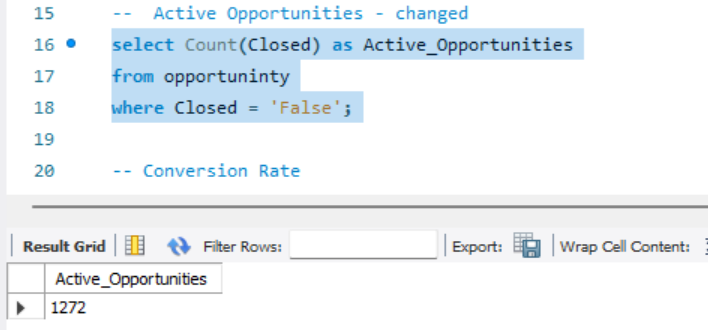 15 -- Active Opportunities - changed
16 select Count(Closed) as Active_Opportunities
17 from opportuninty
18 where Closed = 'False';
19
20 -- Conversion Rate
Result Grid Filter Rows: Export: Wrap Cell Content:
Active_Opportunities
1272